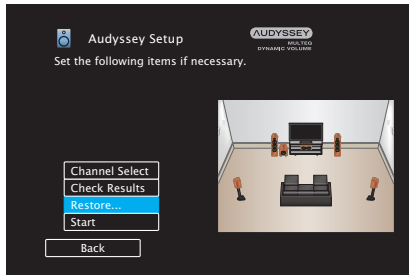 Audyssey Setup
AUDYSSEY
MULTEQ
DYNAMIC VOLUME
Set the following items if necessary.
Channel Select
Check Results
Restore...
Start
Back